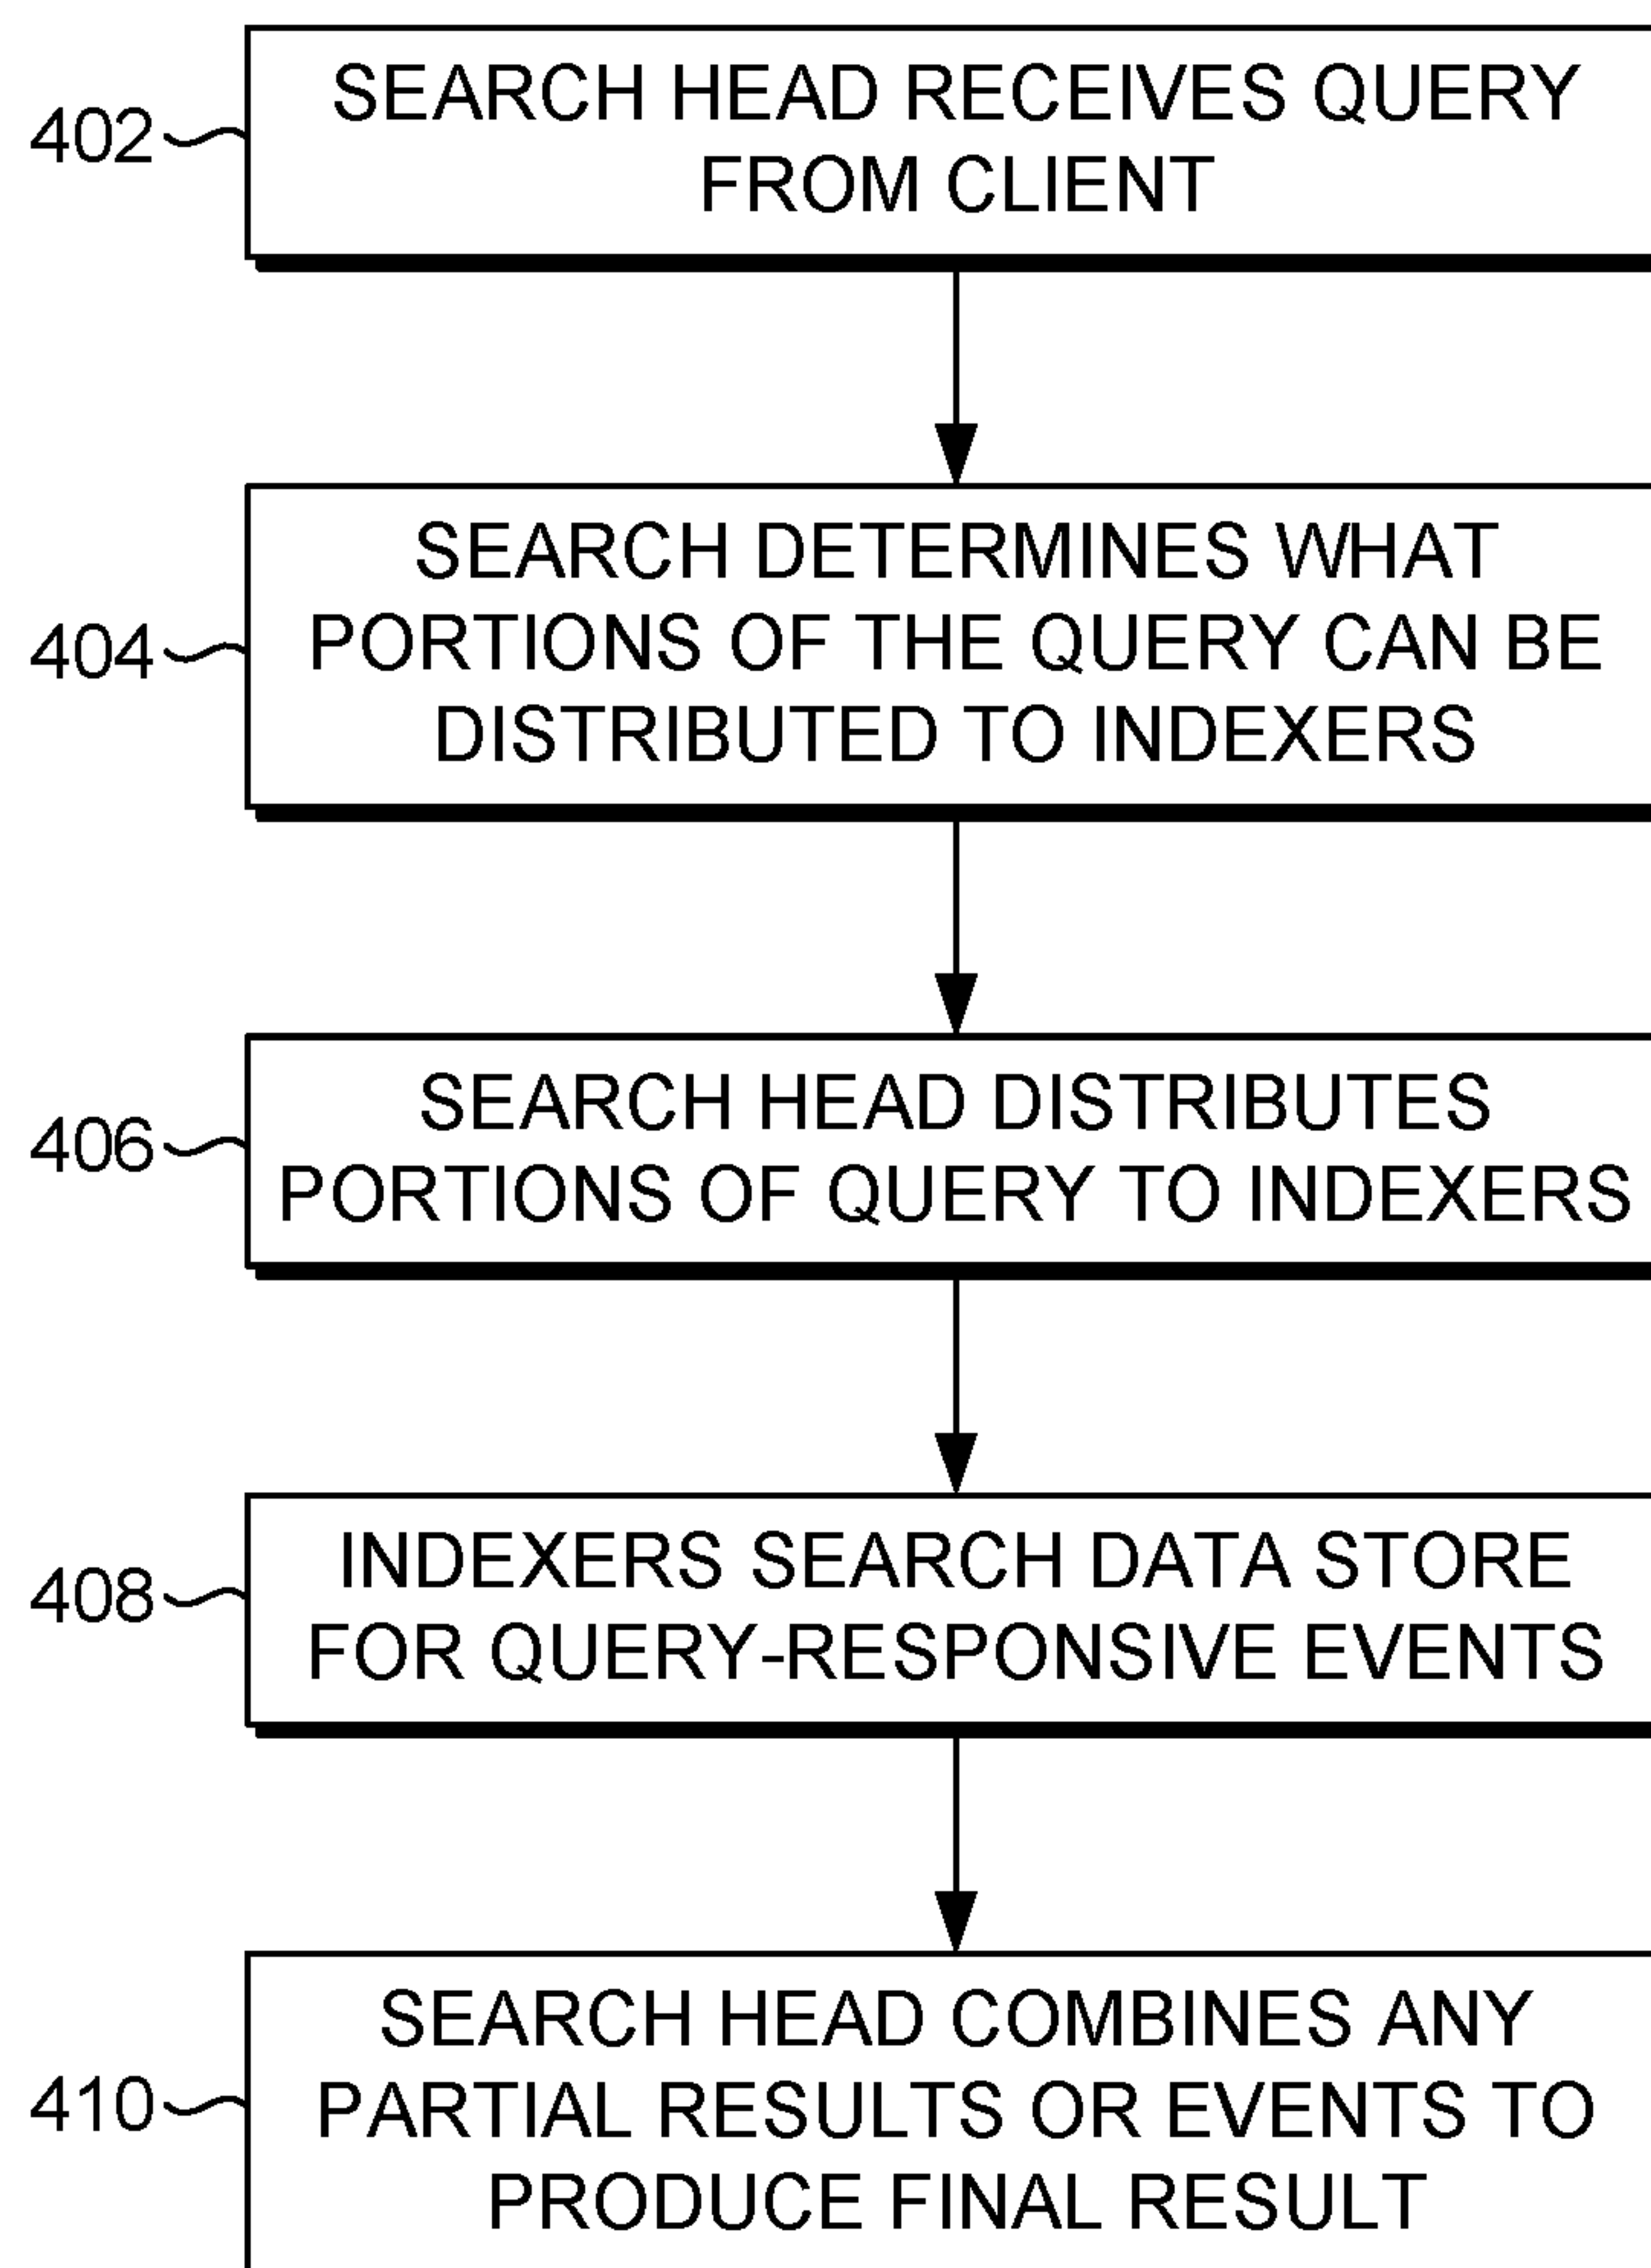 402
SEARCH HEAD RECEIVES QUERY
FROM CLIENT
404
SEARCH DETERMINES WHAT
PORTIONS OF THE QUERY CAN BE
DISTRIBUTED TO INDEXERS
406
SEARCH HEAD DISTRIBUTES
PORTIONS OF QUERY TO INDEXERS
408
INDEXERS SEARCH DATA STORE
FOR QUERY-RESPONSIVE EVENTS
410
SEARCH HEAD COMBINES ANY
PARTIAL RESULTS OR EVENTS TO
PRODUCE FINAL RESULT